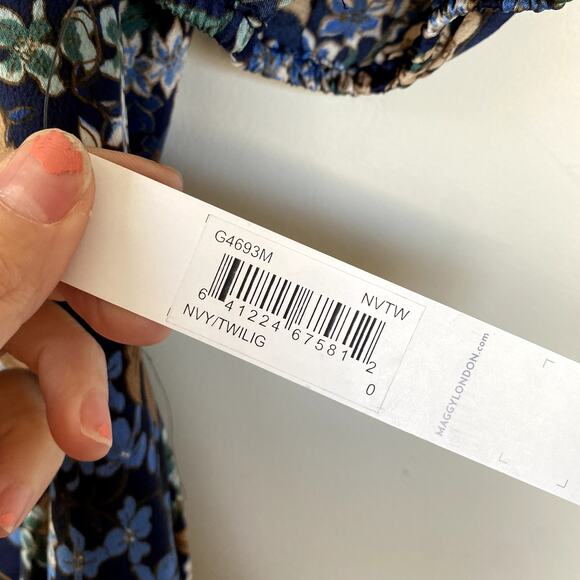 G4693M
NVTW
6 41224 67581 2
NVY/TWILIG
0
MAGGYLONDON.com